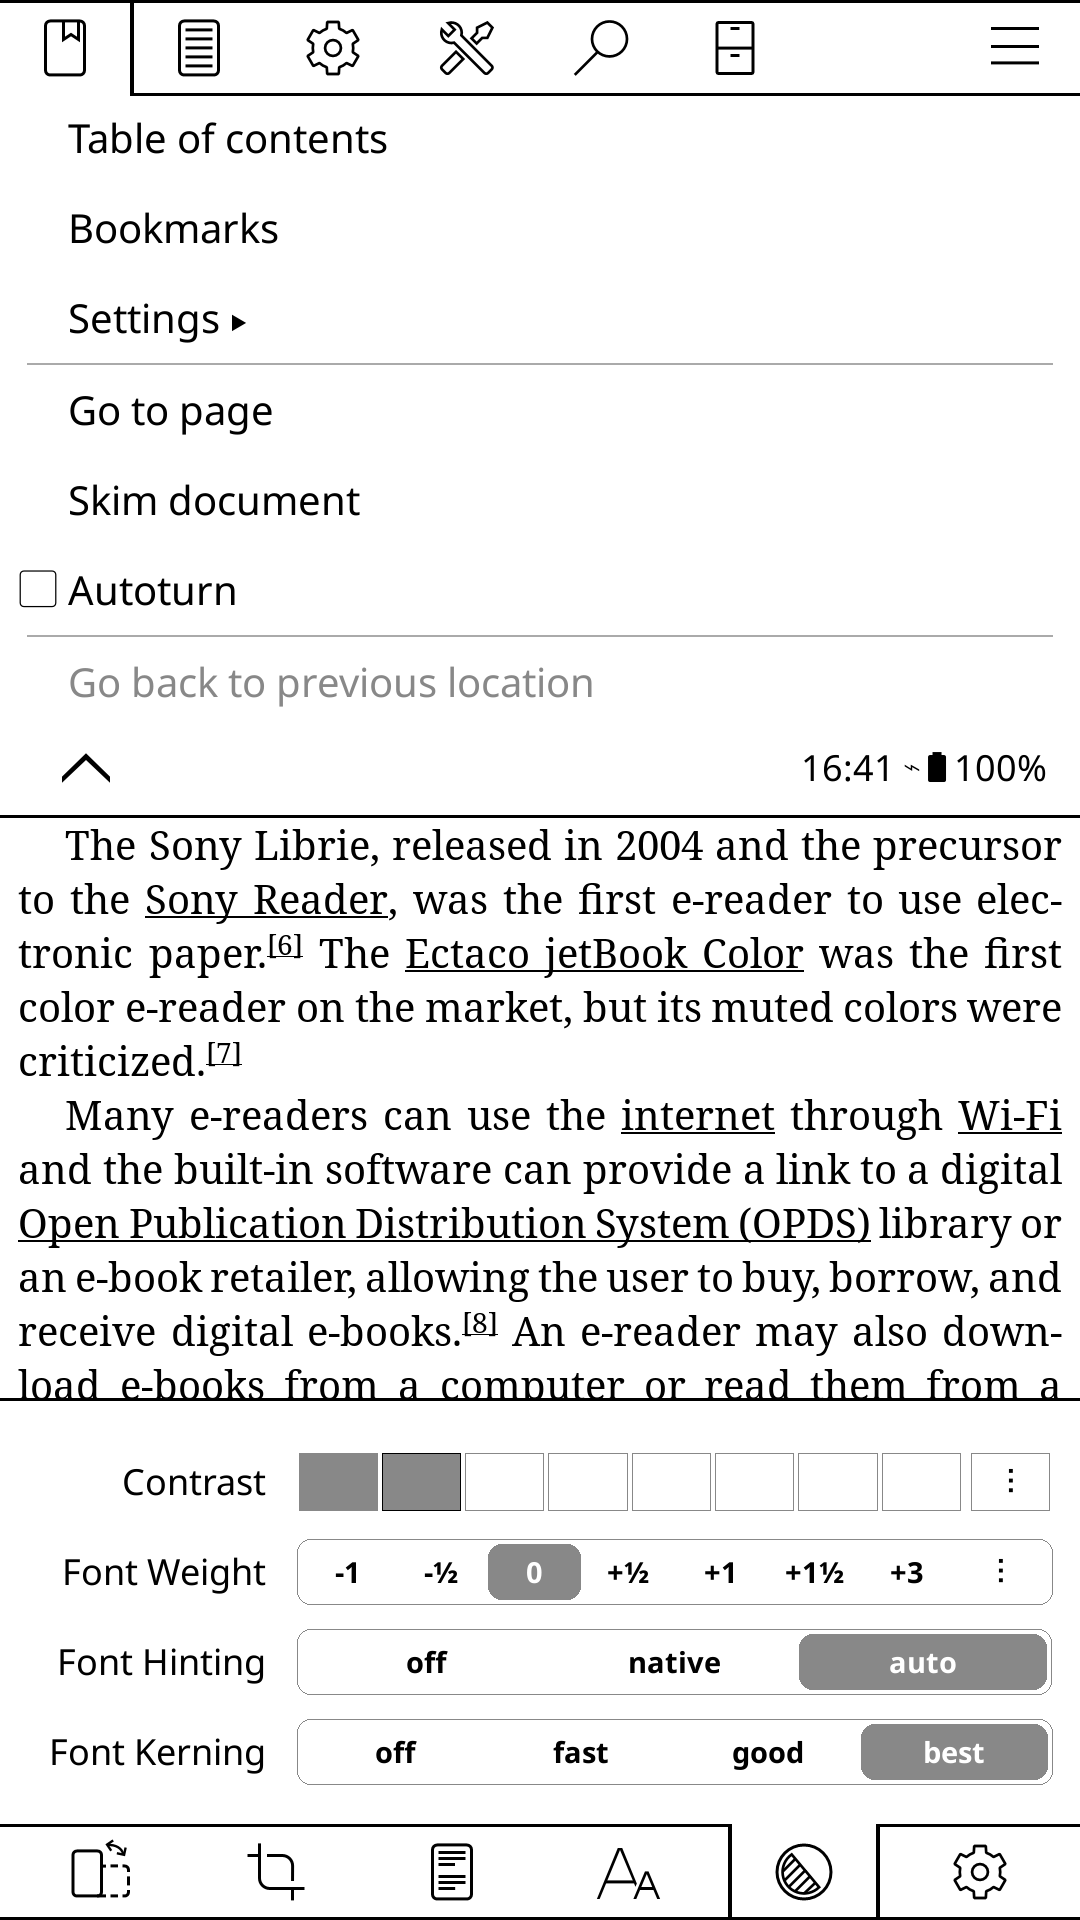 Table of contents
Bookmarks
Settings ▸
Go to page
Skim document
Autoturn
Go back to previous location
16:41 100%
The Sony Librie, released in 2004 and the precursor
to the Sony Reader, was the first e-reader to use elec-
tronic paper.[6] The Ectaco jetBook Color was the first
color e-reader on the market, but its muted colors were
criticized.[7]
Many e-readers can use the internet through Wi-Fi
and the built-in software can provide a link to a digital
Open Publication Distribution System (OPDS) library or
an e-book retailer, allowing the user to buy, borrow, and
receive digital e-books.[8] An e-reader may also down-
load e-books from a computer or read them from a
Contrast ⋮
Font Weight -1 -½ 0 +½ +1 +1½ +3 ⋮
Font Hinting off native auto
Font Kerning off fast good best
AA